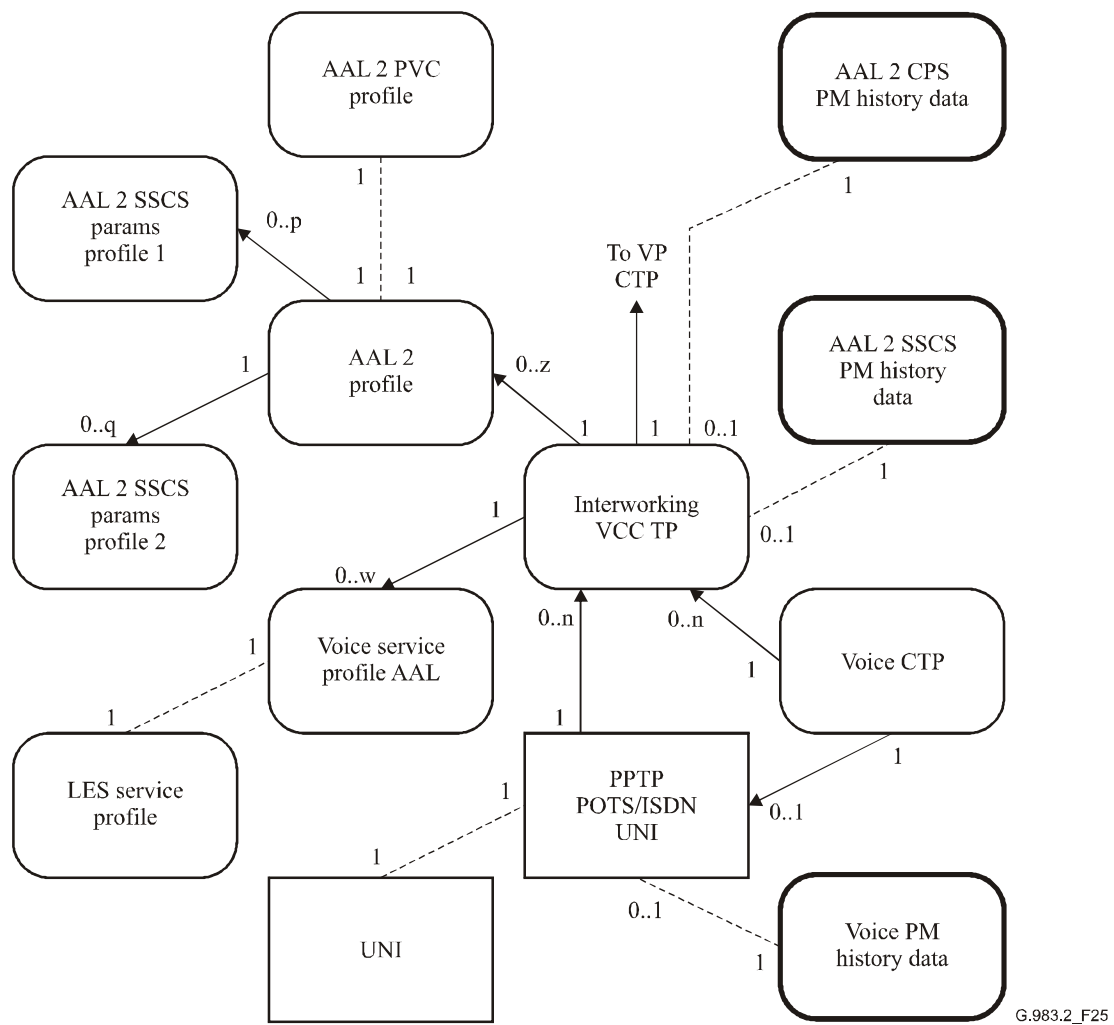 AAL 2 PVC
profile
AAL 2 CPS
PM history data
1
1
AAL 2 SSCS
params
profile 1
0..p
To VP
CTP
1
1
AAL 2
profile
AAL 2 SSCS
PM history
data
1
0..z
0..q
1
1
0..1
1
AAL 2 SSCS
params
profile 2
1
Interworking
VCC TP
0..1
0..w
0..n
0..n
1
Voice service
profile AAL
Voice CTP
1
1
1
LES service
profile
1
PPTP
POTS/ISDN
UNI
1
0..1
1
0..1
UNI
Voice PM
history data
1
G.983.2_F25